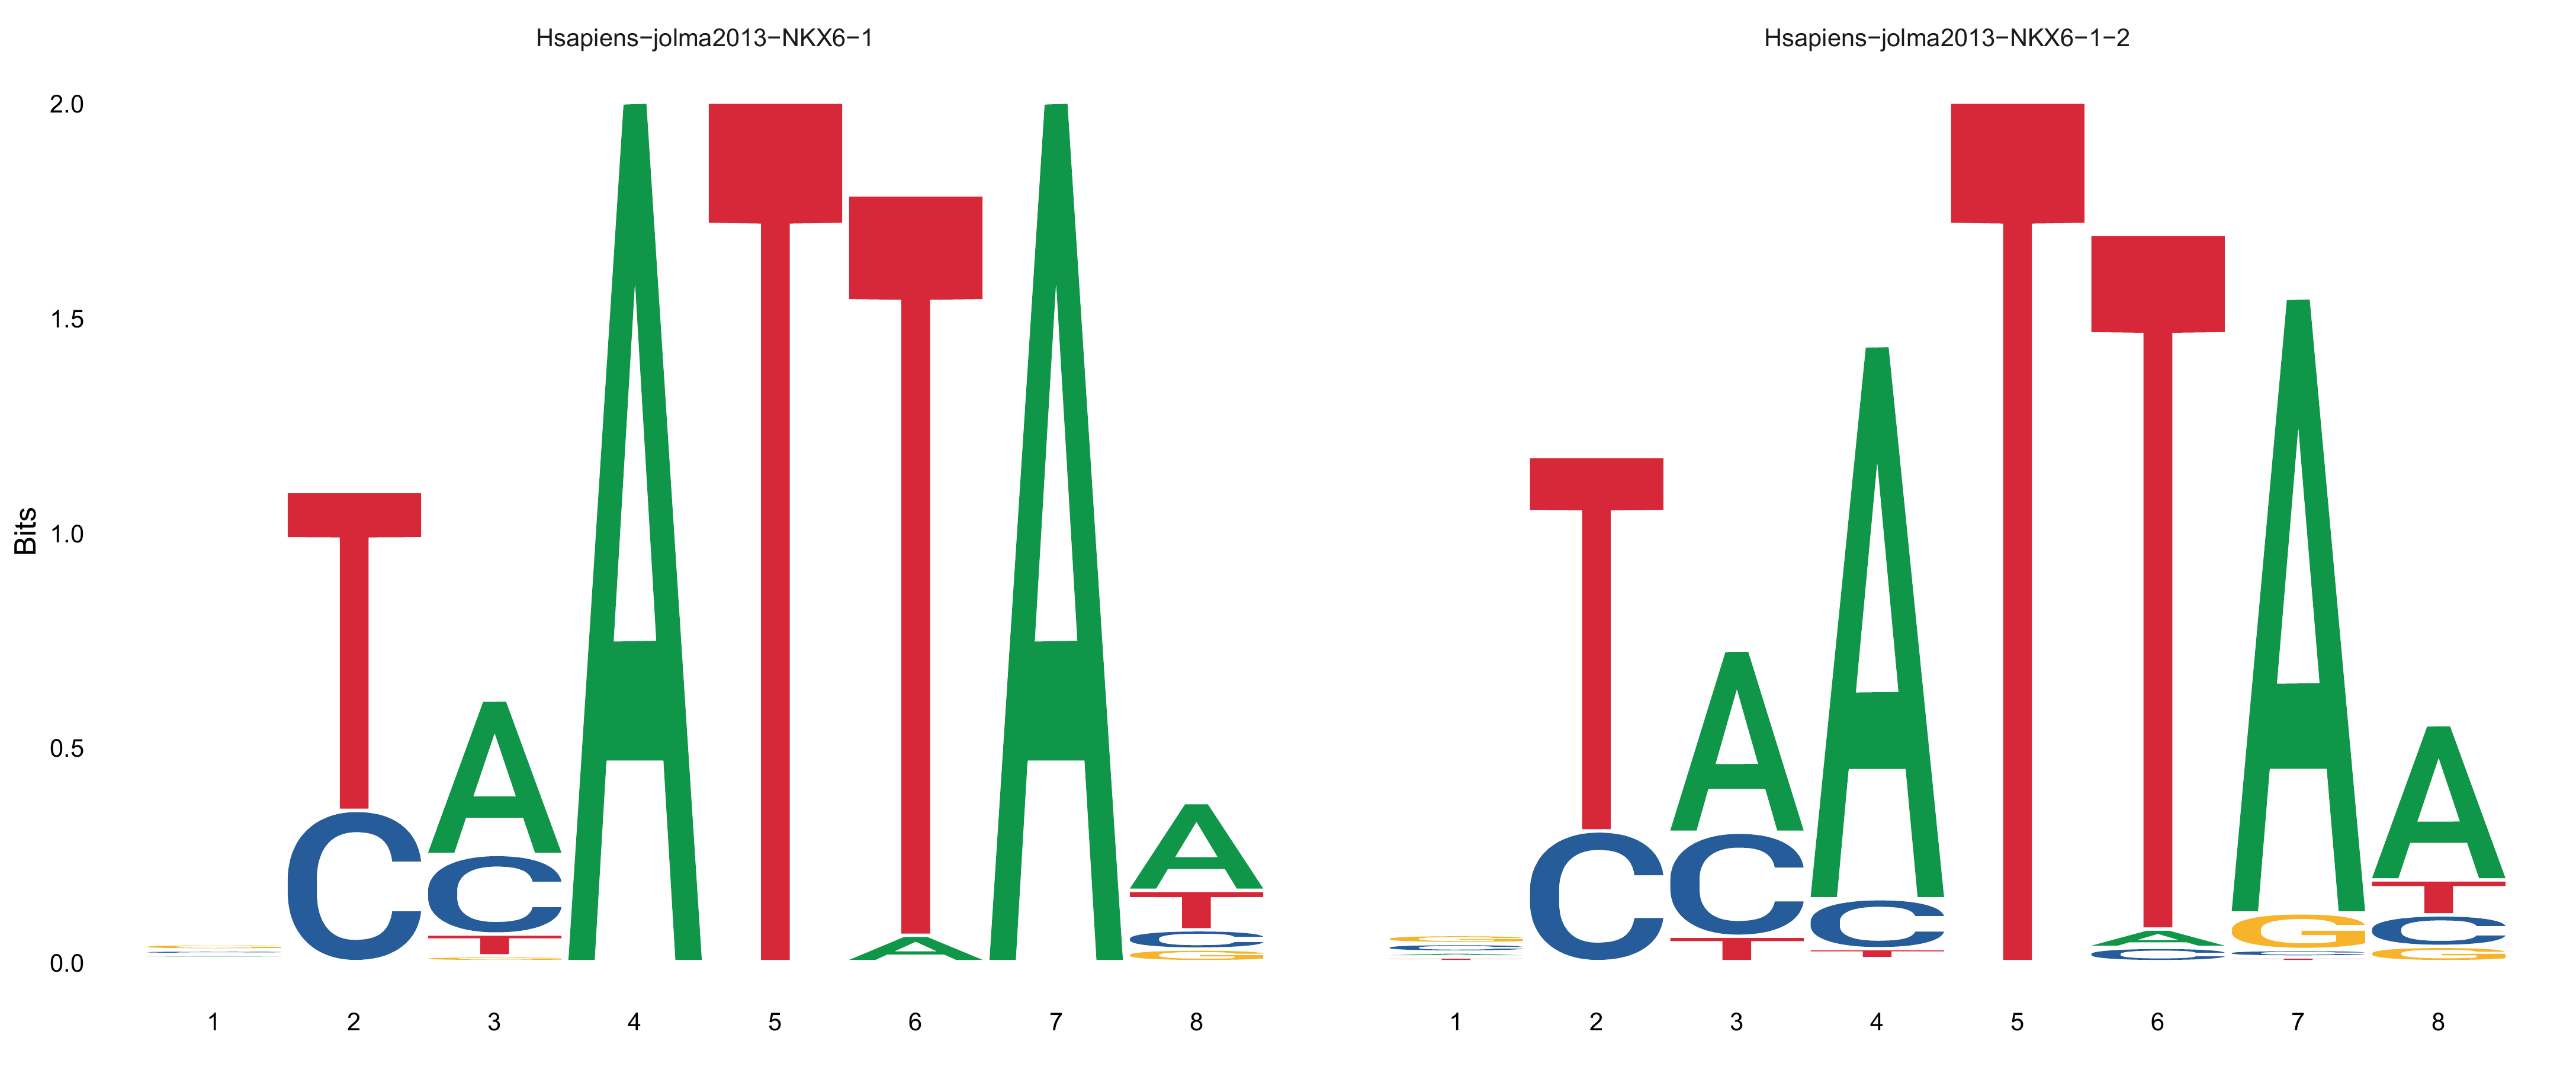 Hsapiens−jolma2013−NKX6−1
Hsapiens−jolma2013−NKX6−1−2
2.0
1.5
1.0
0.5
0.0
Bits
T C
A C T
A
T
T A
A
A T C G
T C
A C T
A C T
T
T A C
A G C
A T C G
1 2 3 4 5 6 7 8
1 2 3 4 5 6 7 8